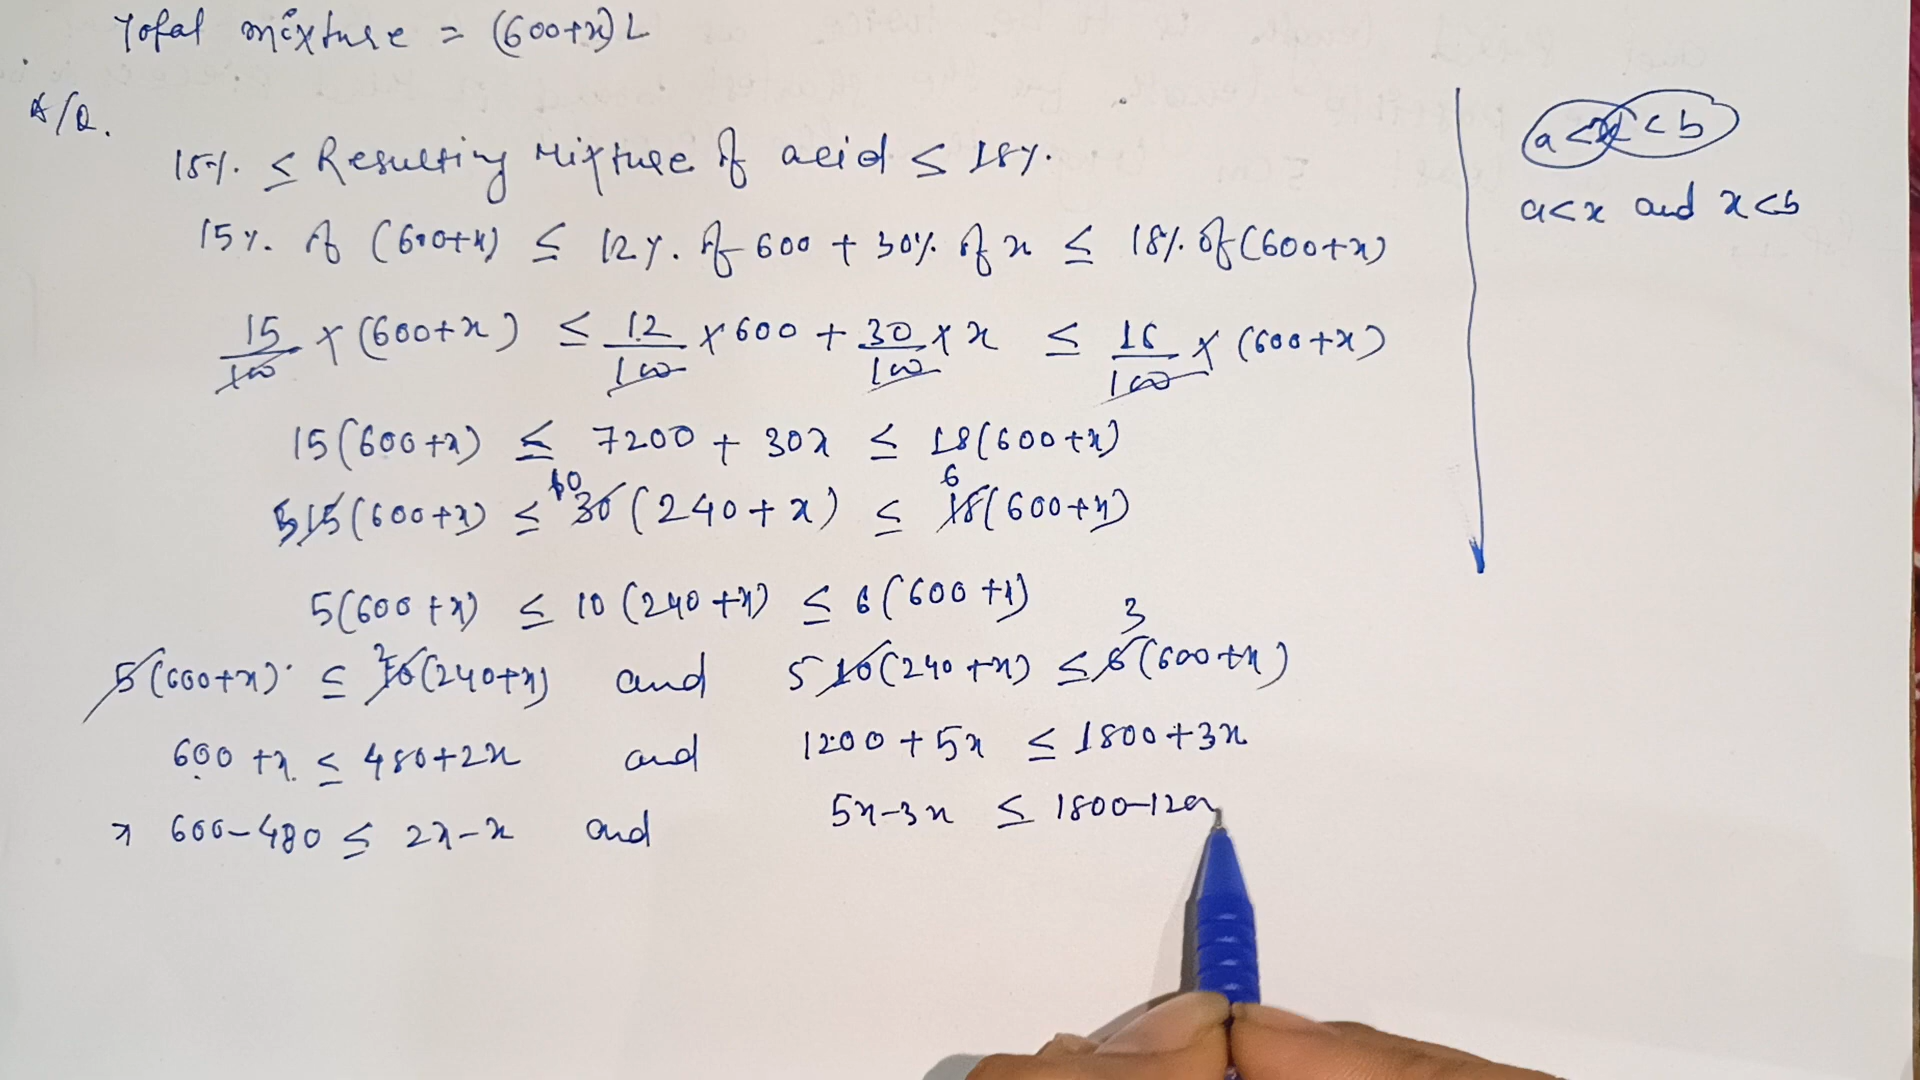 Total mixture = (600+x) L
A/Q.
15%. ≤ Resulting Mixture of acid ≤ 18%.
15%. of (600+x) ≤ 12%. of 600 + 30%. of x ≤ 18%. of (600+x)
15/100 × (600+x) ≤ 12/100 × 600 + 30/100 × x ≤ 18/100 × (600+x)
15(600+x) ≤ 7200 + 30x ≤ 18(600+x)
5 15(600+x) ≤ 10 30(240+x) ≤ 6 18(600+x)
5(600+x) ≤ 10(240+x) ≤ 6(600+x)
5(600+x) ≤ 2 10(240+x) and 5 10(240+x) ≤ 3 6(600+x)
600+x ≤ 480+2x and 1200+5x ≤ 1800+3x
⇒ 600-480 ≤ 2x-x and 5x-3x ≤ 1800-120
a<x<b
a<x and x<b